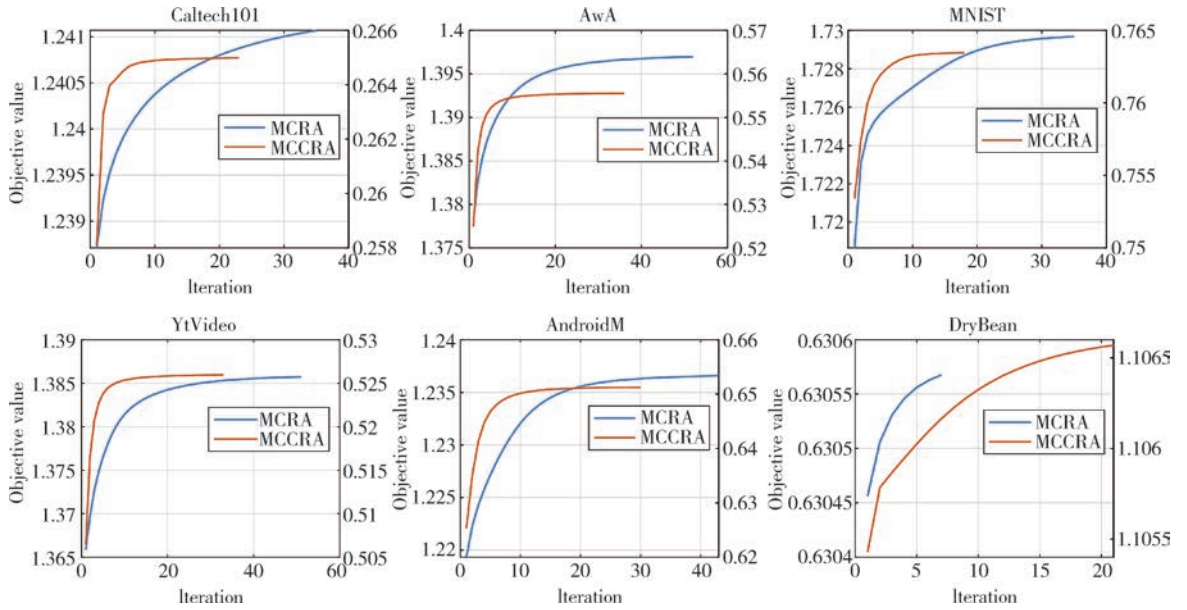 Caltech101
Objective value
1.241
1.2405
1.24
1.2395
1.239
0.266
0.265
0.262
0.26
0.258
MCRA
MCCRA
0 10 20 30 40
Iteration
AwA
Objective value
1.4
1.395
1.39
1.385
1.38
1.375
0.57
0.56
0.55
0.54
0.53
0.52
MCRA
MCCRA
0 20 40 60
Iteration
MNIST
Objective value
1.73
1.728
1.726
1.724
1.722
1.72
0.765
0.76
0.755
0.75
MCRA
MCCRA
0 10 20 30 40
Iteration
YtVideo
Objective value
1.39
1.385
1.38
1.375
1.37
1.365
0.53
0.525
0.52
0.515
0.51
0.505
MCRA
MCCRA
0 20 40 60
Iteration
AndroidM
Objective value
1.24
1.235
1.23
1.225
1.22
0.66
0.65
0.64
0.63
0.62
MCRA
MCCRA
0 10 20 30 40
Iteration
DryBean
Objective value
0.6306
0.63055
0.6305
0.63045
0.6304
1.1065
1.106
1.1055
MCRA
MCCRA
0 5 10 15 20
Iteration